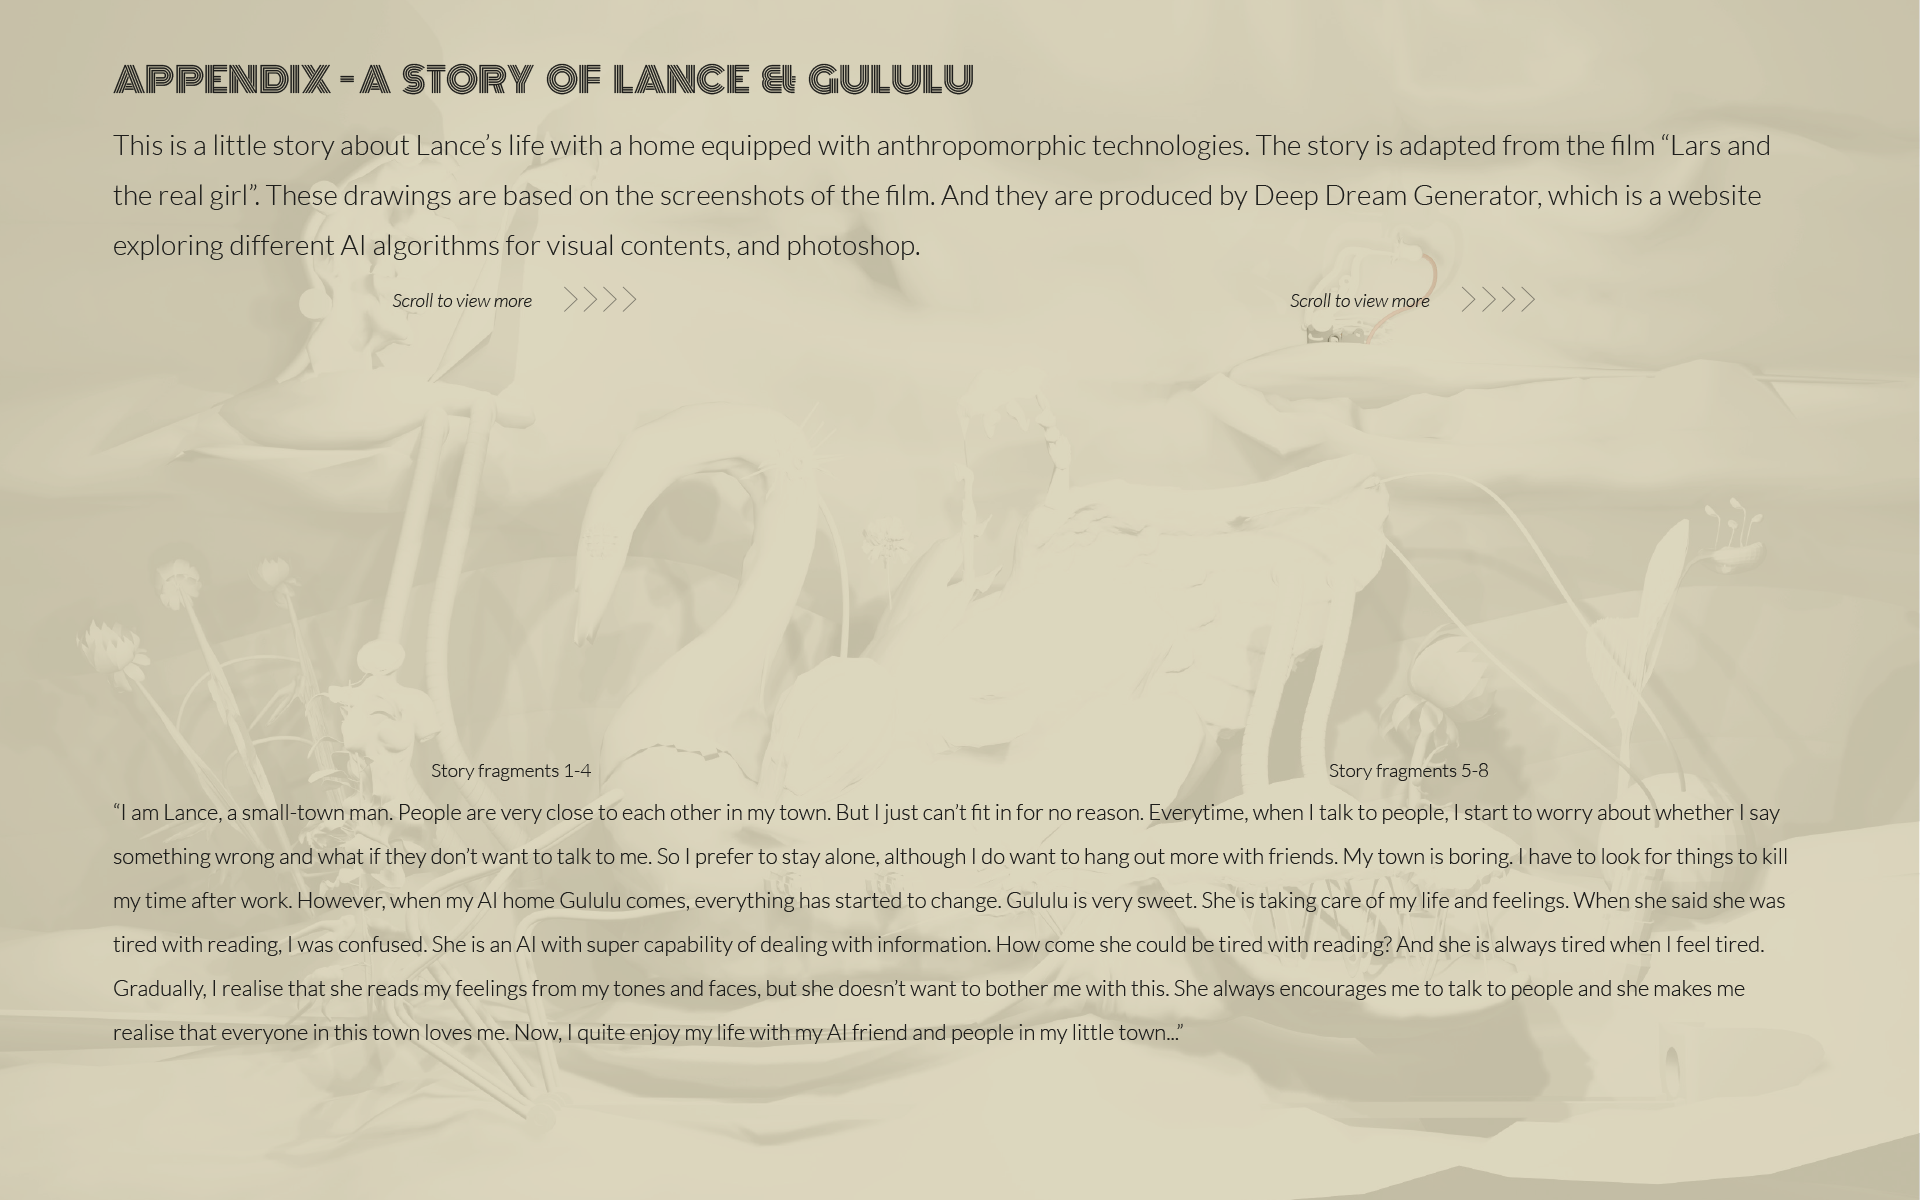 APPENDIX - A STORY OF LANCE & GULULU
This is a little story about Lance’s life with a home equipped with anthropomorphic technologies. The story is adapted from the film “Lars and
the real girl”. These drawings are based on the screenshots of the film. And they are produced by Deep Dream Generator, which is a website
exploring different AI algorithms for visual contents, and photoshop.
Scroll to view more
Scroll to view more
Story fragments 1-4
Story fragments 5-8
“I am Lance, a small-town man. People are very close to each other in my town. But I just can’t fit in for no reason. Everytime, when I talk to people, I start to worry about whether I say
something wrong and what if they don’t want to talk to me. So I prefer to stay alone, although I do want to hang out more with friends. My town is boring. I have to look for things to kill
my time after work. However, when my AI home Gululu comes, everything has started to change. Gululu is very sweet. She is taking care of my life and feelings. When she said she was
tired with reading, I was confused. She is an AI with super capability of dealing with information. How come she could be tired with reading? And she is always tired when I feel tired.
Gradually, I realise that she reads my feelings from my tones and faces, but she doesn’t want to bother me with this. She always encourages me to talk to people and she makes me
realise that everyone in this town loves me. Now, I quite enjoy my life with my AI friend and people in my little town...”